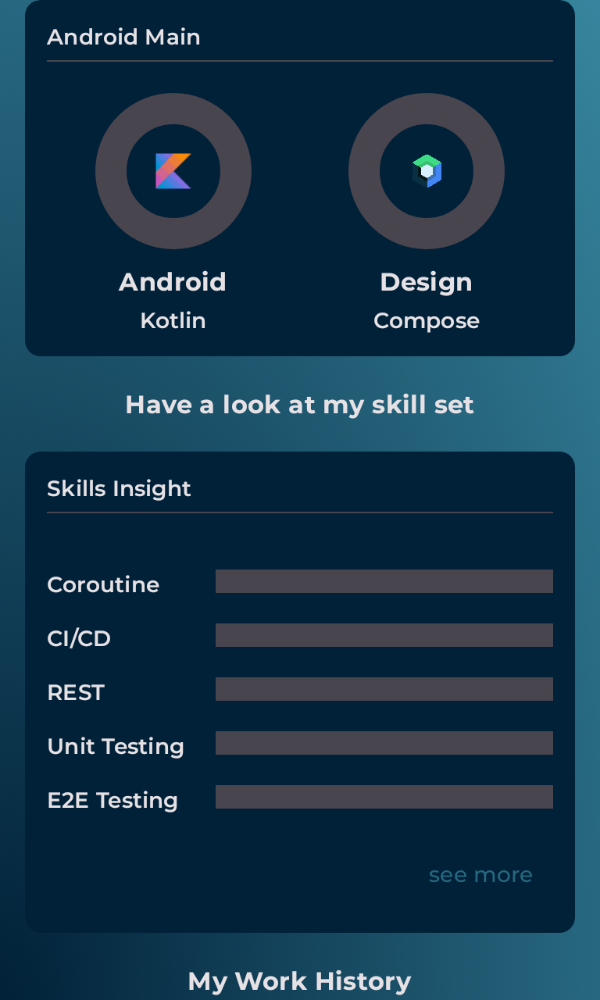 Android Main
Android
Design
Kotlin
Compose
Have a look at my skill set
Skills Insight
Coroutine
CI/CD
REST
Unit Testing
E2E Testing
see more
My Work History